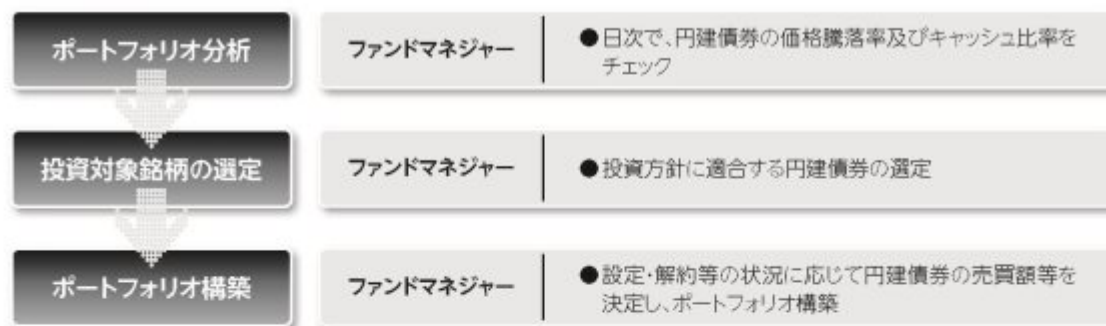 ポートフォリオ分析
ファンドマネジャー
●日次で、円建債券の価格騰落率及びキャッシュ比率を
チェック
投資対象銘柄の選定
ファンドマネジャー
●投資方針に適合する円建債券の選定
ポートフォリオ構築
ファンドマネジャー
●設定・解約等の状況に応じて円建債券の売買額等を
決定し、ポートフォリオ構築